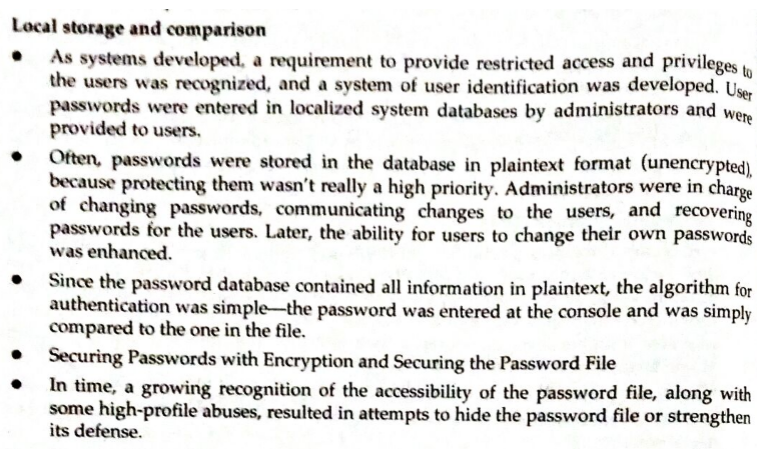 Local storage and comparison
• As systems developed, a requirement to provide restricted access and privileges to
the users was recognized, and a system of user identification was developed. User
passwords were entered in localized system databases by administrators and were
provided to users.
• Often, passwords were stored in the database in plaintext format (unencrypted),
because protecting them wasn't really a high priority. Administrators were in charge
of changing passwords, communicating changes to the users, and recovering
passwords for the users. Later, the ability for users to change their own passwords
was enhanced.
• Since the password database contained all information in plaintext, the algorithm for
authentication was simple—the password was entered at the console and was simply
compared to the one in the file.
• Securing Passwords with Encryption and Securing the Password File
• In time, a growing recognition of the accessibility of the password file, along with
some high-profile abuses, resulted in attempts to hide the password file or strengthen
its defense.